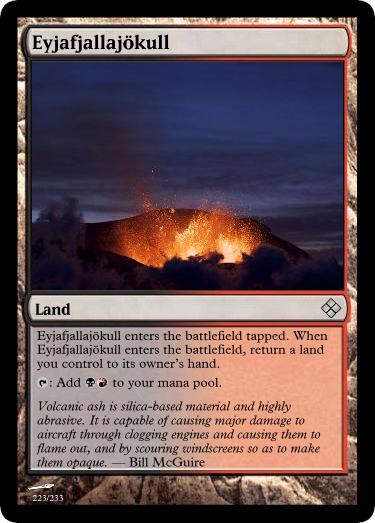 Eyjafjallajökull
Land
Eyjafjallajökull enters the battlefield tapped. When
Eyjafjallajökull enters the battlefield, return a land
you control to its owner's hand.
: Add to your mana pool.
Volcanic ash is silica-based material and highly
abrasive. It is capable of causing major damage to
aircraft through clogging engines and causing them to
flame out, and by scouring windscreens so as to make
them opaque. — Bill McGuire
223/233